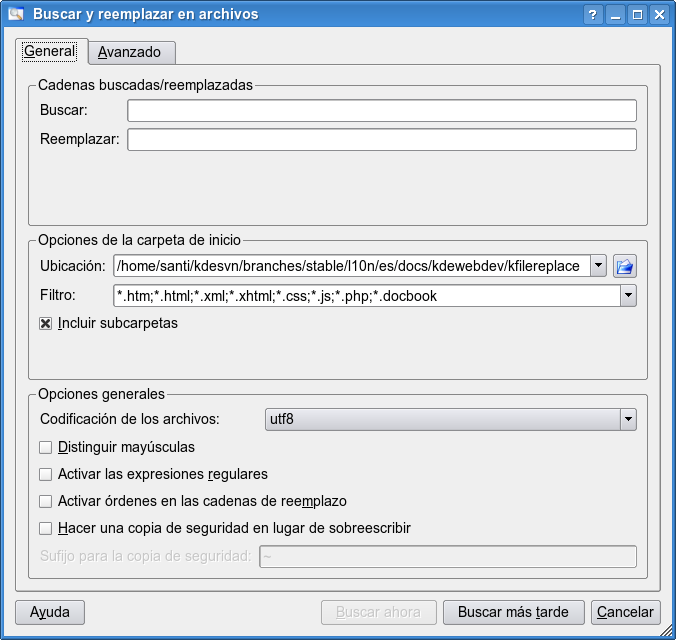 Buscar y reemplazar en archivos
General Avanzado
Cadenas buscadas/reemplazadas
Buscar:
Reemplazar:
Opciones de la carpeta de inicio
Ubicación: /home/santi/kdesvn/branches/stable/l10n/es/docs/kdewebdev/kfilereplace
Filtro: *.htm;*.html;*.xml;*.xhtml;*.css;*.js;*.php;*.docbook
Incluir subcarpetas
Opciones generales
Codificación de los archivos: utf8
Distinguir mayúsculas
Activar las expresiones regulares
Activar órdenes en las cadenas de reemplazo
Hacer una copia de seguridad en lugar de sobreescribir
Sufijo para la copia de seguridad: ~
Ayuda Buscar ahora Buscar más tarde Cancelar